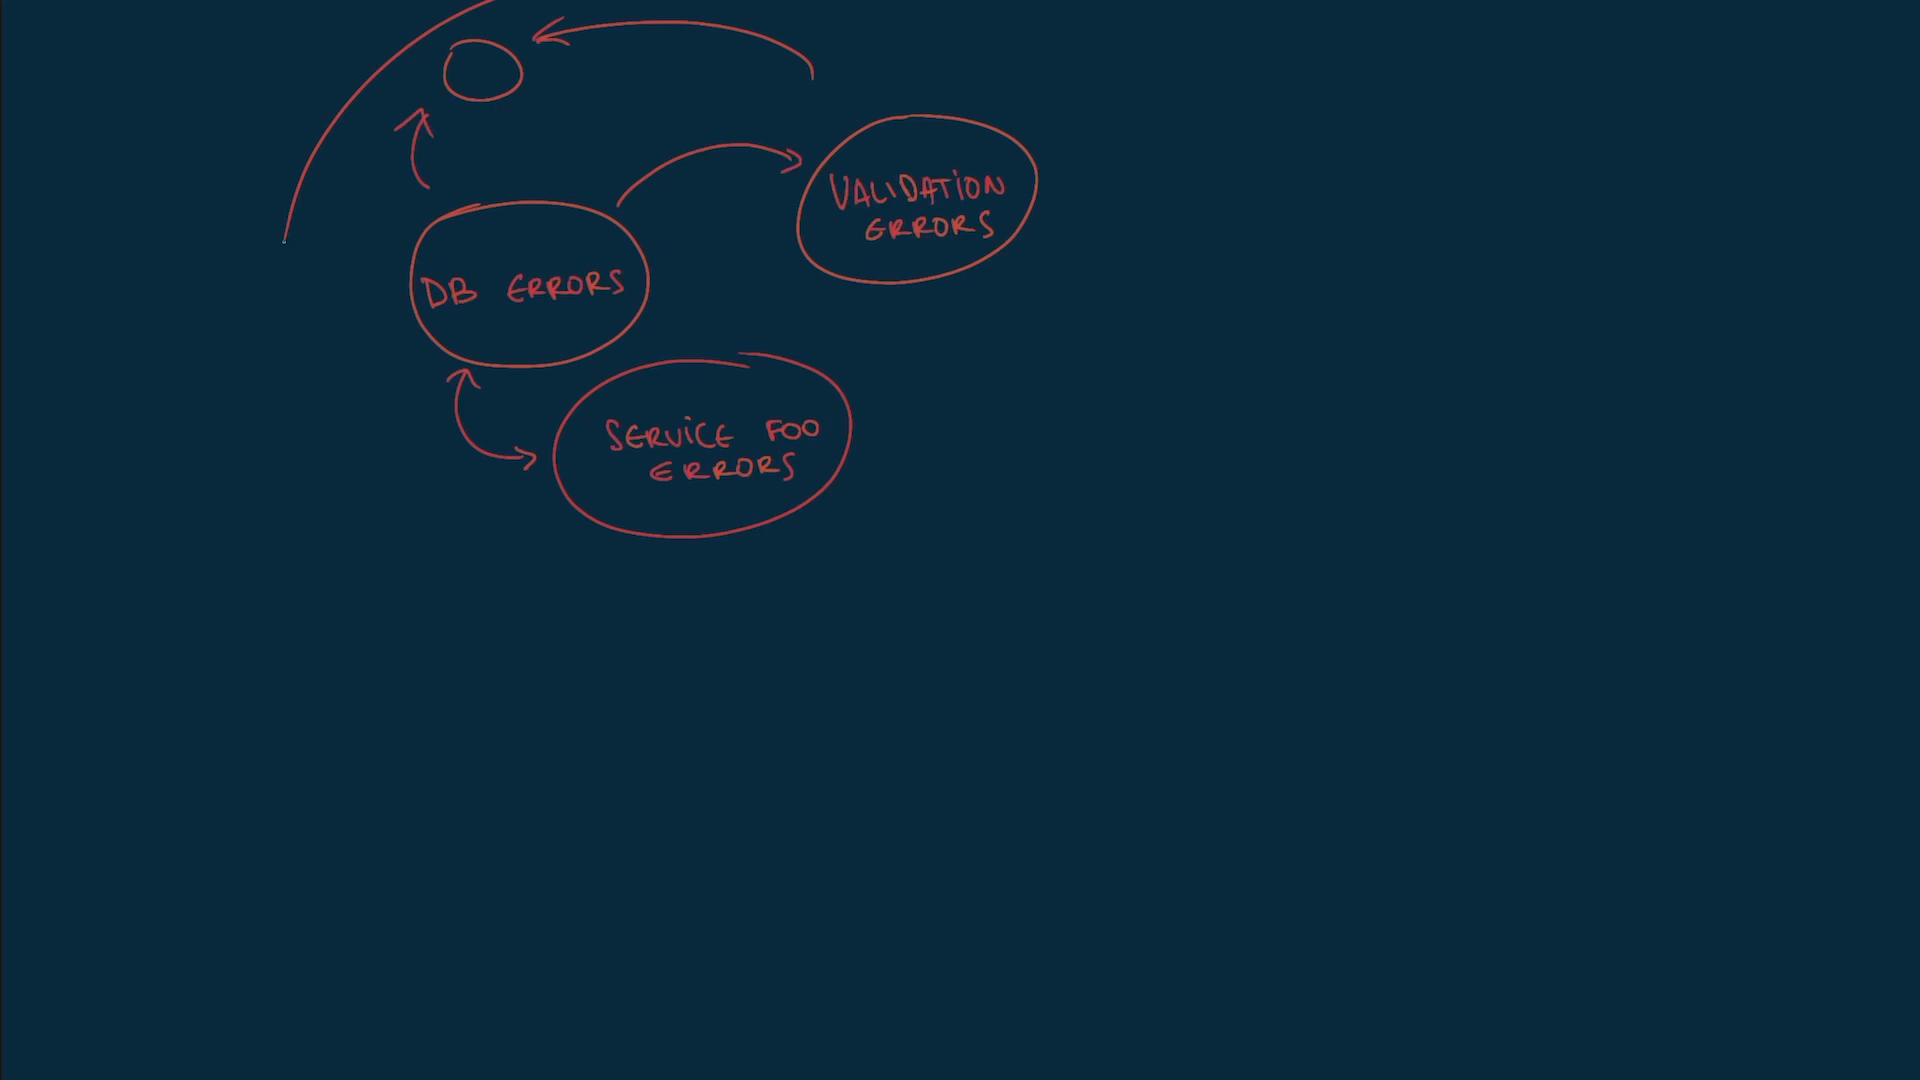 VALIDATION
ERRORS
DB ERRORS
SERVICE FOO
ERRORS